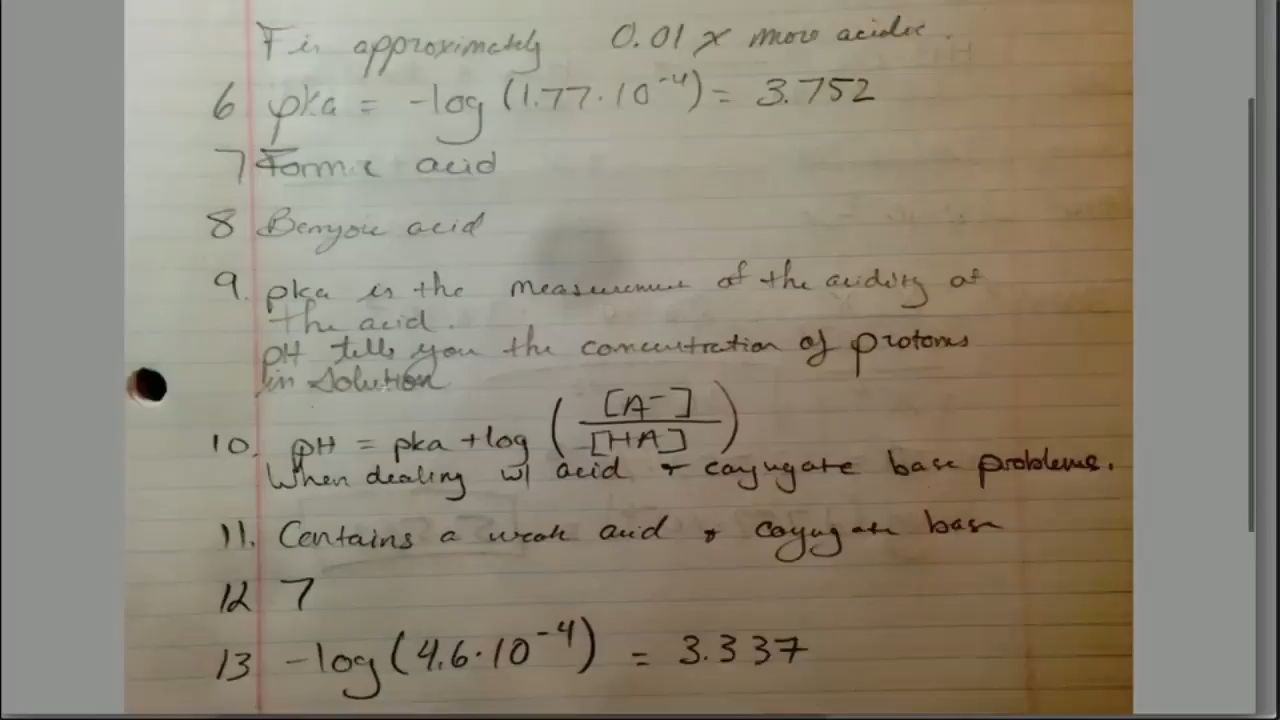 F is approximately 0.01 x more acidic.
6 pka = -log (1.77·10⁻⁴) = 3.752
7 Formic acid
8 Benzoic acid
9. pka is the measurement of the acidity of
the acid.
pH tells you the concentration of protons
in solution
10. pH = pka + log ([A⁻]/[HA])
When dealing w/ acid & conjugate base problems.
11. Contains a weak acid & conjugate base
12 7
13 -log (4.6·10⁻⁴) = 3.337